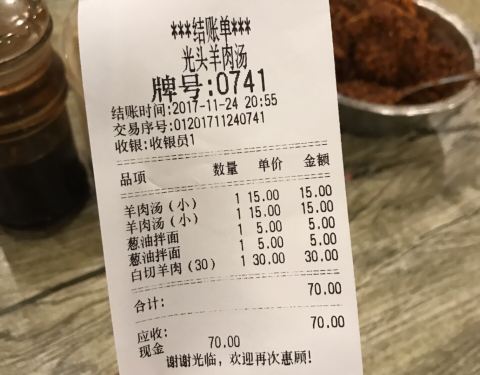 ***结账单***
光头羊肉汤
牌号:0741
结账时间:2017-11-24 20:55
交易序号:01201711240741
收银:收银员1
品项 数量 单价 金额
羊肉汤(小) 1 15.00 15.00
羊肉汤(小) 1 15.00 15.00
葱油拌面 1 5.00 5.00
葱油拌面 1 5.00 5.00
白切羊肉(30) 1 30.00 30.00
合计: 70.00
应收: 70.00
现金 70.00
谢谢光临，欢迎再次惠顾!